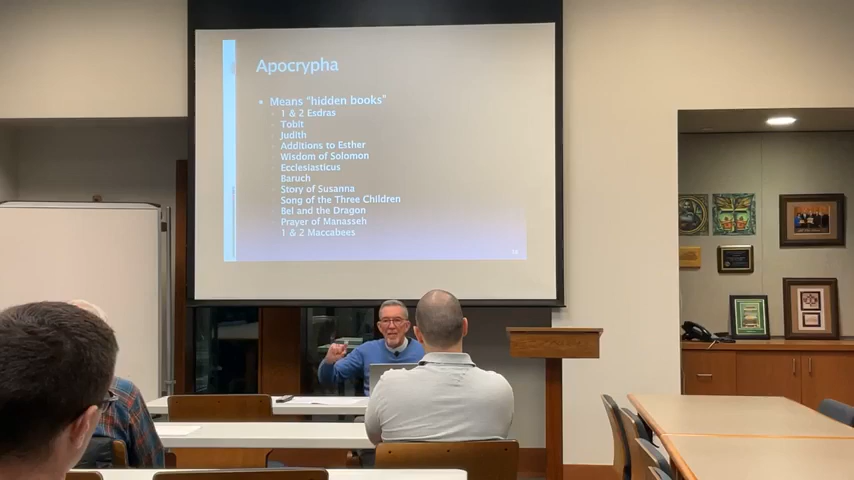 Apocrypha
• Means "hidden books"
1 & 2 Esdras
Tobit
Judith
Additions to Esther
Wisdom of Solomon
Ecclesiasticus
Baruch
Story of Susanna
Song of the Three Children
Bel and the Dragon
Prayer of Manasseh
1 & 2 Maccabees